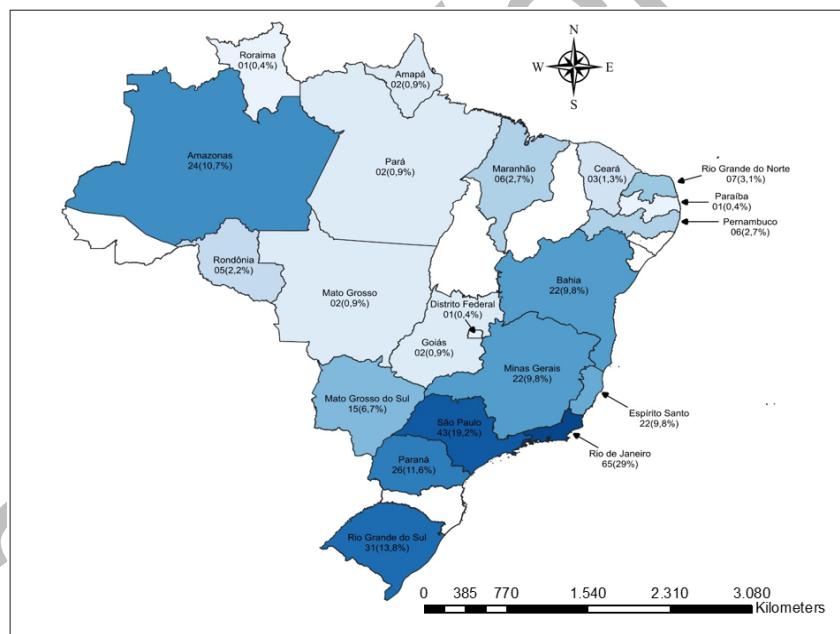 N
W E
S
Roraima
01(0,4%)
Amapá
02(0,9%)
Amazonas
24(10,7%)
Pará
02(0,9%)
Maranhão
06(2,7%)
Ceará
03(1,3%)
Rio Grande do Norte
07(3,1%)
Paraíba
01(0,4%)
Pernambuco
06(2,7%)
Rondônia
05(2,2%)
Mato Grosso
02(0,9%)
Distrito Federal
01(0,4%)
Bahia
22(9,8%)
Goiás
02(0,9%)
Minas Gerais
22(9,8%)
Mato Grosso do Sul
15(6,7%)
Espírito Santo
22(9,8%)
São Paulo
43(19,2%)
Rio de Janeiro
65(29%)
Paraná
26(11,6%)
Rio Grande do Sul
31(13,8%)
0 385 770 1.540 2.310 3.080
Kilometers